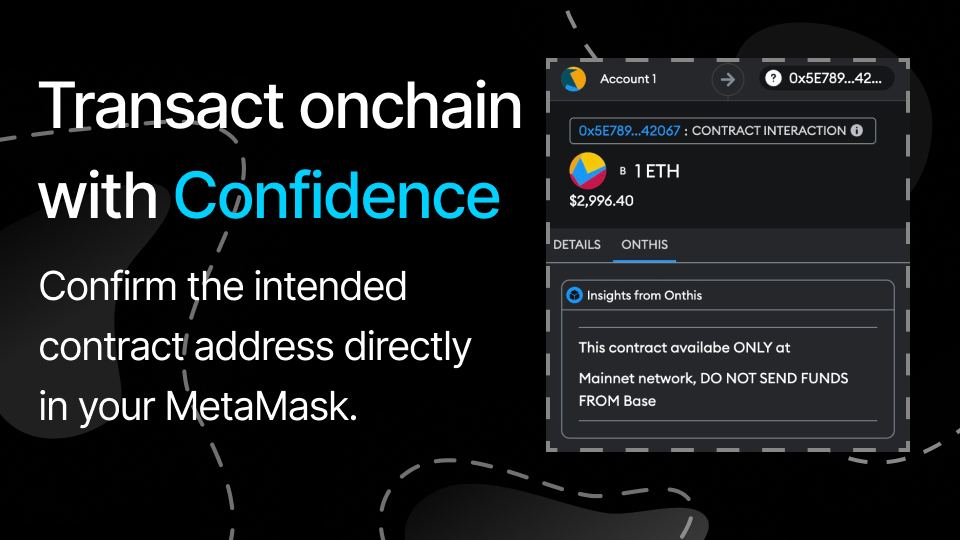 Transact onchain
with Confidence
Confirm the intended
contract address directly
in your MetaMask.
Account 1
? 0x5E789...42...
0x5E789...42067 : CONTRACT INTERACTION
B 1 ETH
$2,996.40
DETAILS ONTHIS
Insights from Onthis
This contract availabe ONLY at
Mainnet network, DO NOT SEND FUNDS
FROM Base